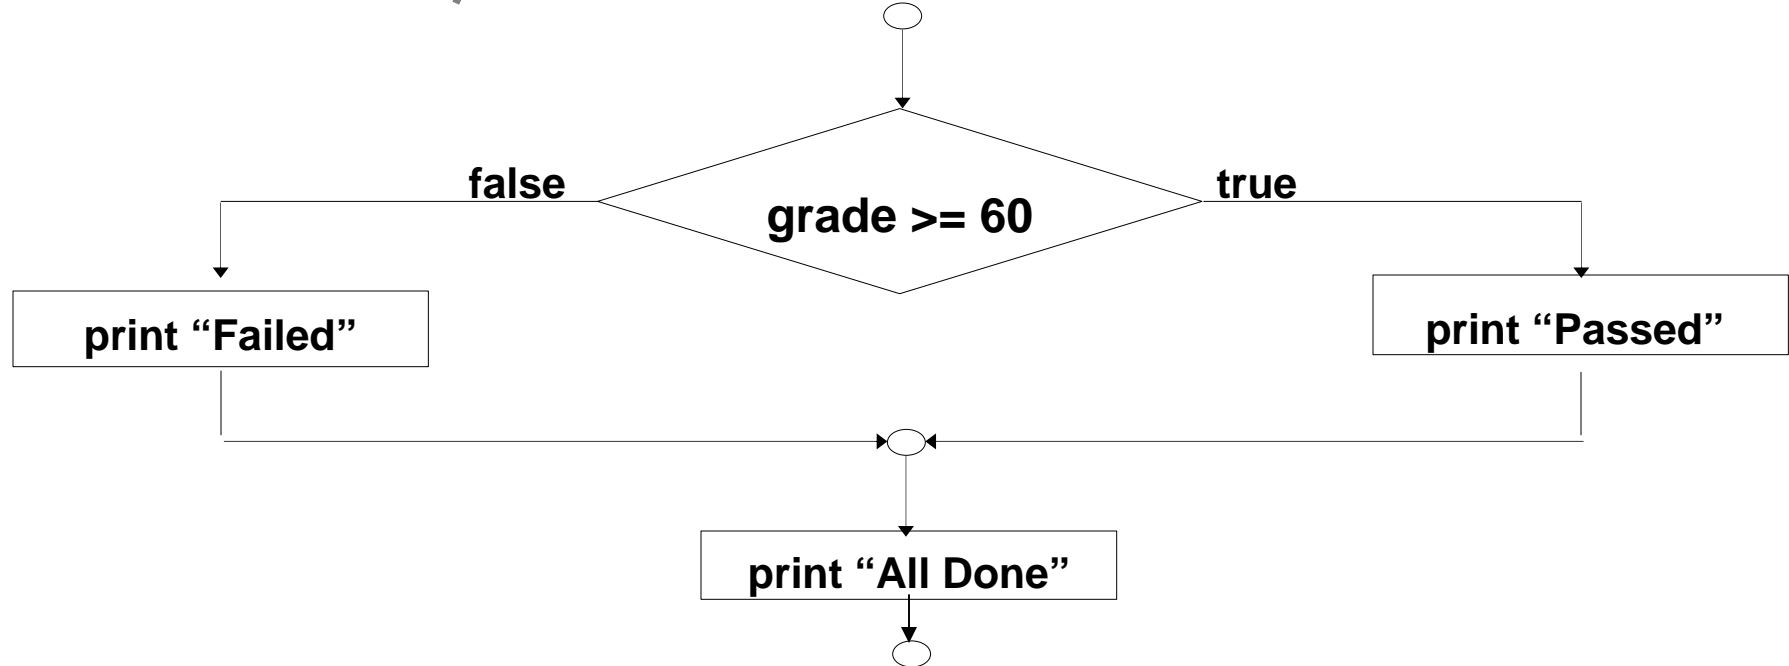 false
true
grade >= 60
print “Failed”
print “Passed”
print “All Done”